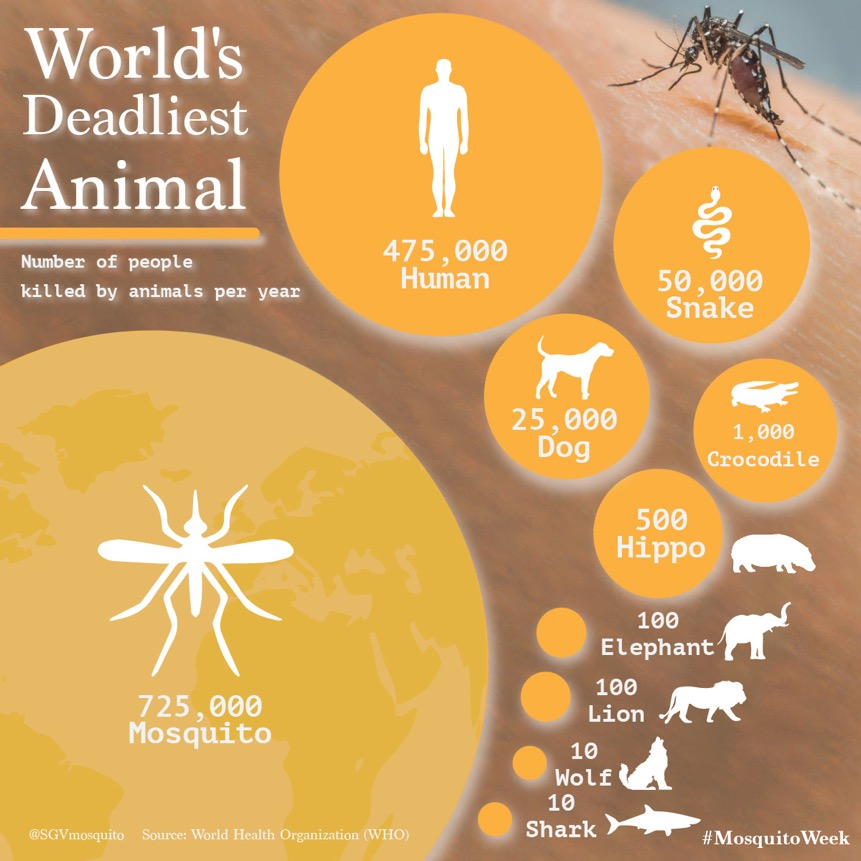 World's
Deadliest
Animal
Number of people
killed by animals per year
475,000
Human
50,000
Snake
25,000
Dog
1,000
Crocodile
500
Hippo
100
Elephant
100
Lion
10
Wolf
10
Shark
725,000
Mosquito
@SGVmosquito Source: World Health Organization (WHO)
#MosquitoWeek